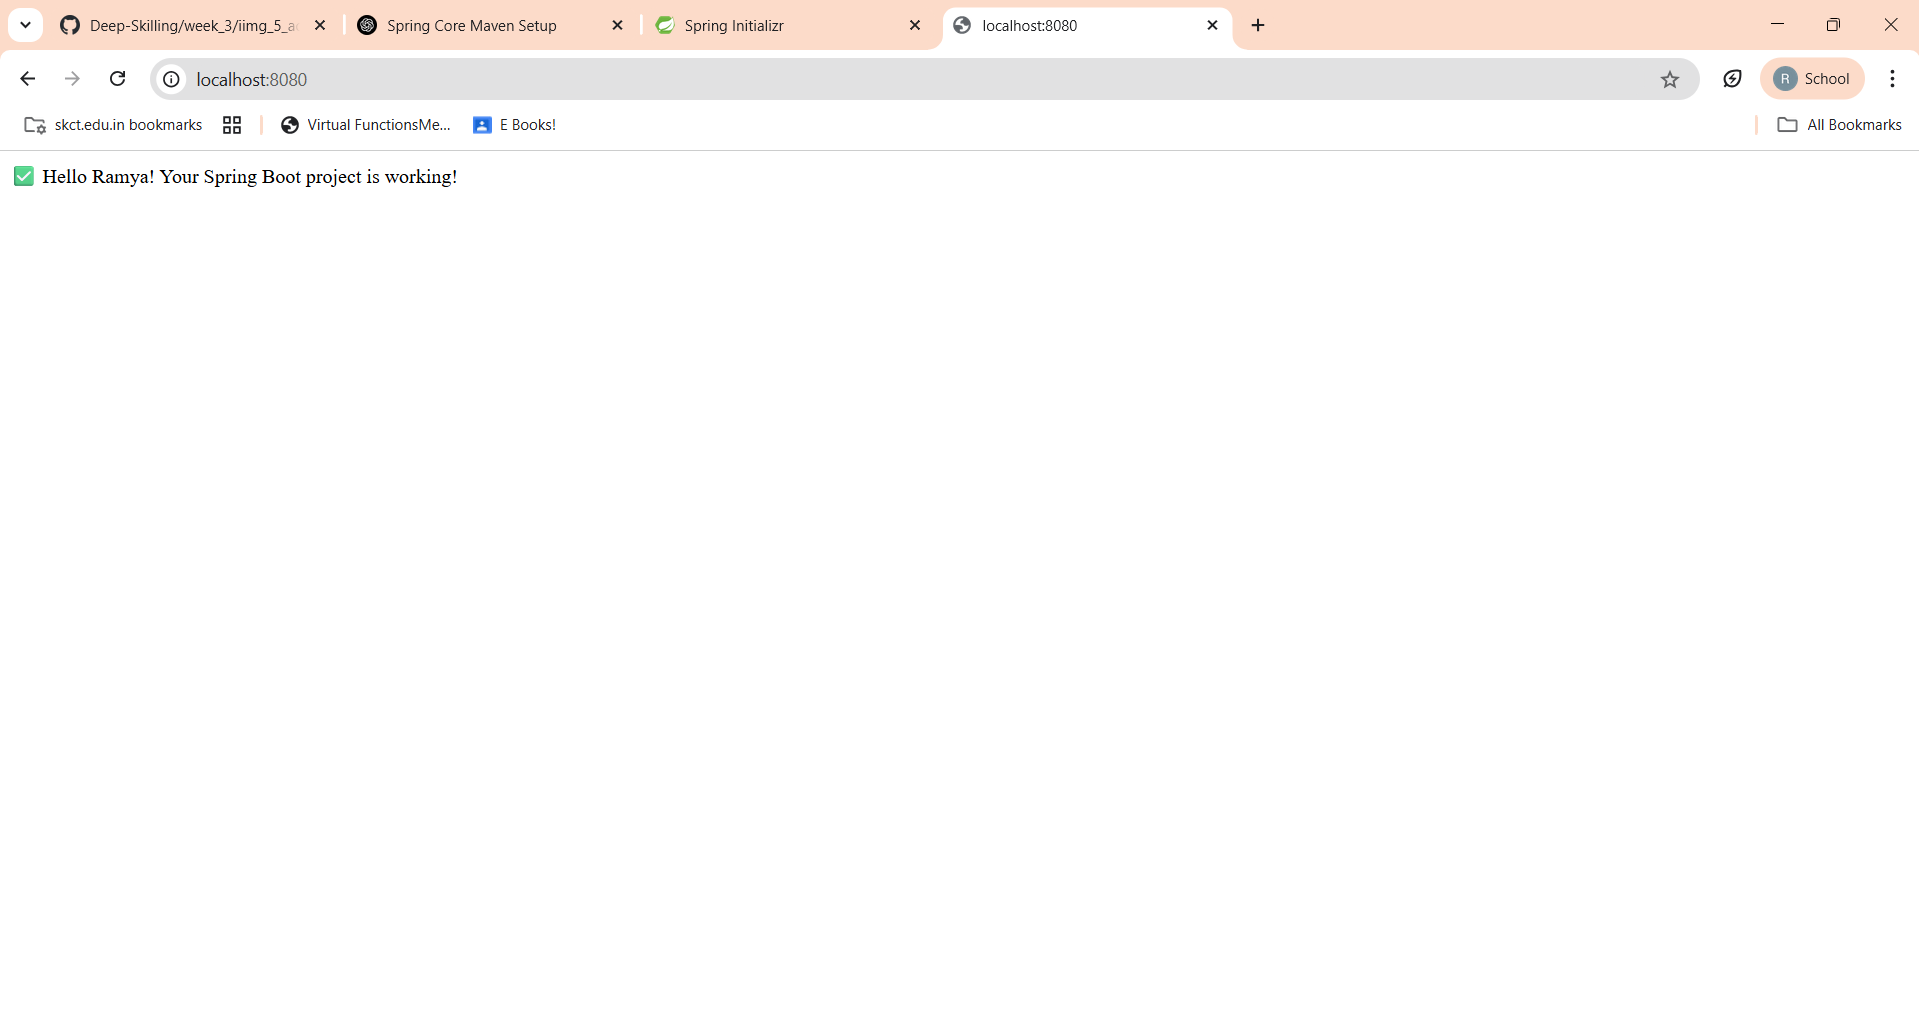 Deep-Skilling/week_3/iimg_5_a
Spring Core Maven Setup
Spring Initializr
localhost:8080
localhost:8080
R School
skct.edu.in bookmarks
Virtual FunctionsMe...
E Books!
All Bookmarks
✅ Hello Ramya! Your Spring Boot project is working!